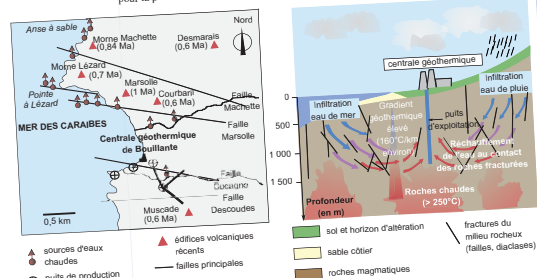 Nord
Anse à sable
Morne Machette
(0,84 Ma)
Desmarais
(0,6 Ma)
Morne Lézard
(0,7 Ma)
Marsolle
(1 Ma)
Courbaril
(0,6 Ma)
Pointe
à Lézard
Faille
Machette
MER DES CARAÏBES
Faille
Marsolle
Centrale géothermique
de Bouillante
Faille
Cocagne
Faille
Descoudes
Muscade
(0,6 Ma)
0,5 km
sources d'eaux
chaudes
puits de production
édifices volcaniques
récents
failles principales
centrale géothermique
Infiltration
eau de mer
Gradient
géothermique
élevé
(160°C/km
environ)
puits
d'exploitation
Infiltration
eau de pluie
Réchauffement
de l'eau au contact
des roches fracturées
Roches chaudes
(> 250°C)
0
500
1 000
1 500
Profondeur
(en m)
sol et horizon d'altération
sable côtier
roches magmatiques
fractures du
milieu rocheux
(failles, diaclases)